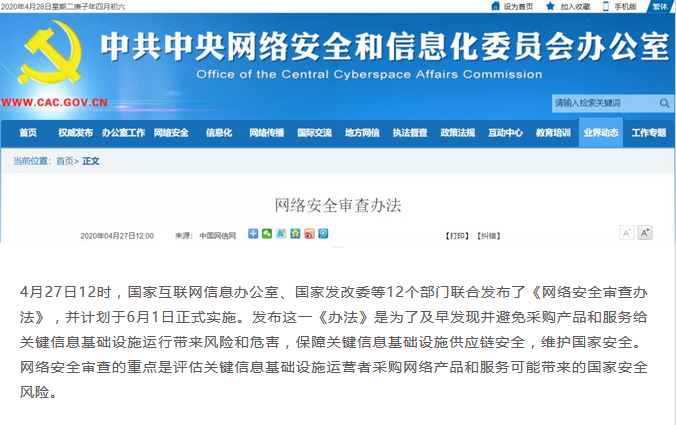 2020年4月28日星期二庚子年四月初六 设为首页 加入收藏 手机版 繁体
中共中央网络安全和信息化委员会办公室
Office of the Central Cyberspace Affairs Commission
WWW.CAC.GOV.CN
请输入检索关键词
首页 权威发布 办公室工作 网络安全 信息化 网络传播 国际交流 地方网信 执法督查 政策法规 互动中心 教育培训 业界动态 工作专题
当前位置：首页> 正文
网络安全审查办法
2020年04月27日12:00 来源： 中国网信网 【打印】【纠错】 A- A+
4月27日12时，国家互联网信息办公室、国家发改委等12个部门联合发布了《网络安全审查办
法》，并计划于6月1日正式实施。发布这一《办法》是为了及早发现并避免采购产品和服务给
关键信息基础设施运行带来风险和危害，保障关键信息基础设施供应链安全，维护国家安全。
网络安全审查的重点是评估关键信息基础设施运营者采购网络产品和服务可能带来的国家安全
风险。